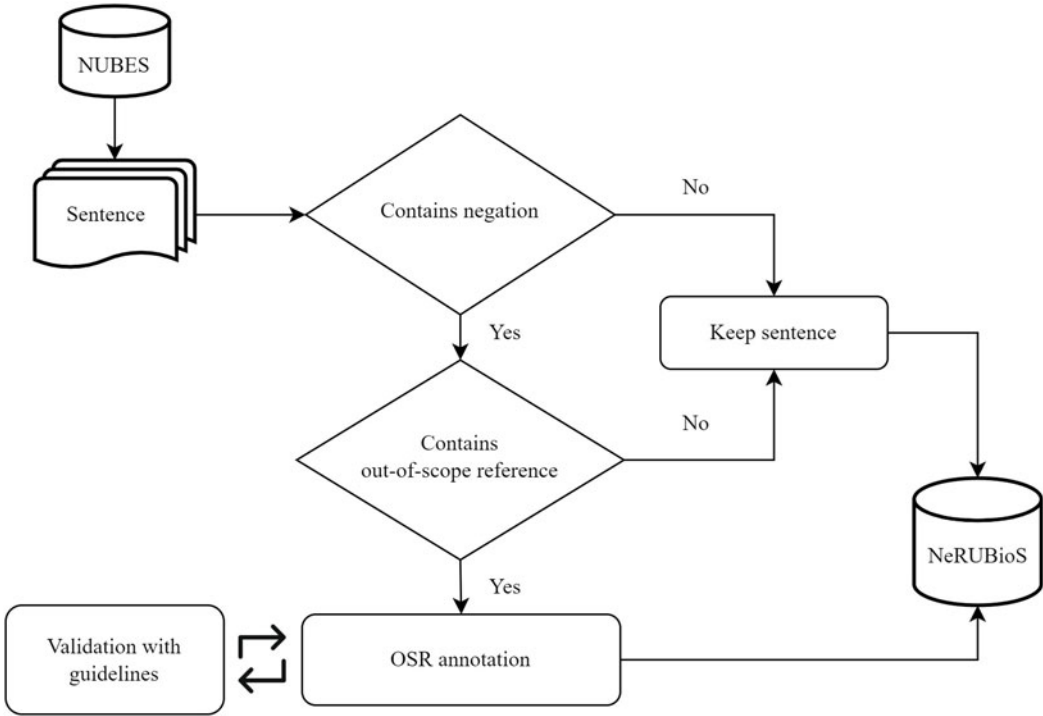 NUBES
Sentence
Contains negation
No
Yes
Keep sentence
Contains
out-of-scope reference
No
NeRUBioS
Yes
Validation with
guidelines
OSR annotation